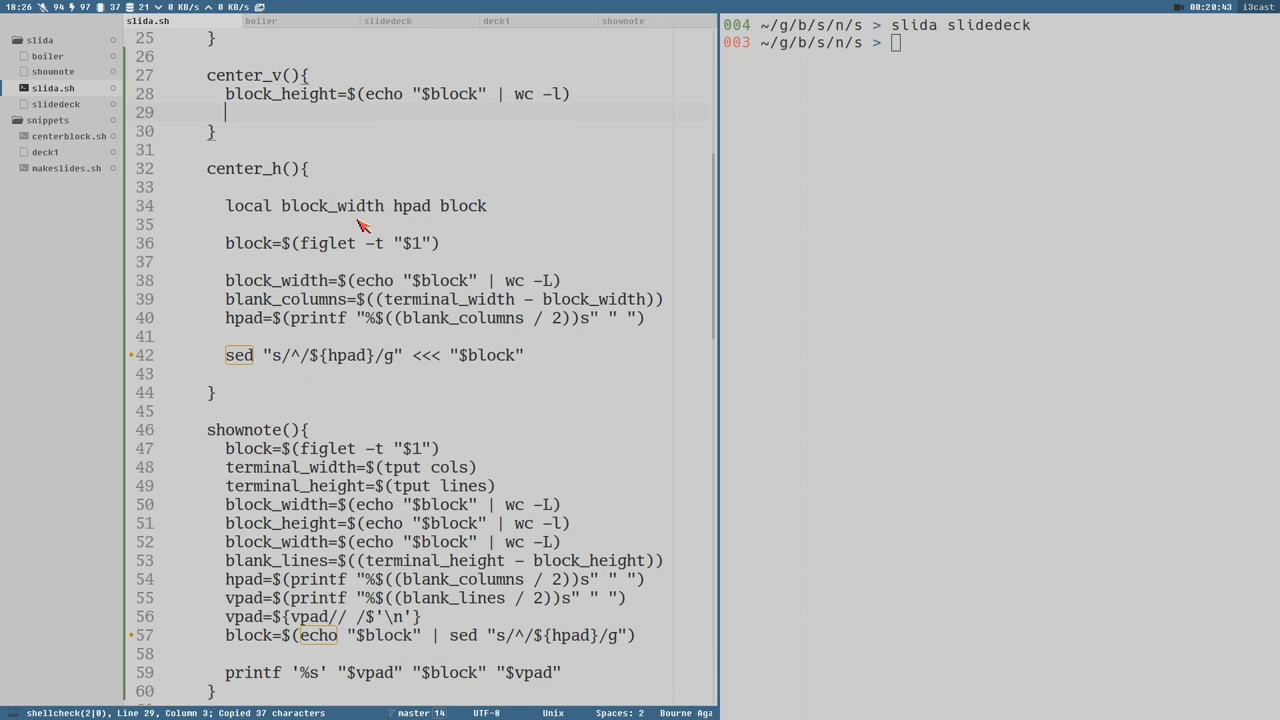 18:26 94 97 37 21 0 KB/s 0 KB/s 00:20:43 i3cast
slida.sh boiler slidedeck deck1 shownote
slida
boiler
shownote
slida.sh
slidedeck
snippets
centerblock.sh
deck1
makeslides.sh
25 }
26
27 center_v(){
28 block_height=$(echo "$block" | wc -l)
29
30 }
31
32 center_h(){
33
34 local block_width hpad block
35
36 block=$(figlet -t "$1")
37
38 block_width=$(echo "$block" | wc -L)
39 blank_columns=$((terminal_width - block_width))
40 hpad=$(printf "%$((blank_columns / 2))s" " ")
41
42 sed "s/^/${hpad}/g" <<< "$block"
43
44 }
45
46 shownote(){
47 block=$(figlet -t "$1")
48 terminal_width=$(tput cols)
49 terminal_height=$(tput lines)
50 block_width=$(echo "$block" | wc -L)
51 block_height=$(echo "$block" | wc -l)
52 block_width=$(echo "$block" | wc -L)
53 blank_lines=$((terminal_height - block_height))
54 hpad=$(printf "%$((blank_columns / 2))s" " ")
55 vpad=$(printf "%$((blank_lines / 2))s" " ")
56 vpad=${vpad// /$'\n'}
57 block=$(echo "$block" | sed "s/^/${hpad}/g")
58
59 printf '%s' "$vpad" "$block" "$vpad"
60 }
004 ~/g/b/s/n/s > slida slidedeck
003 ~/g/b/s/n/s >
shellcheck(2|0), Line 29, Column 3; Copied 37 characters master 14 UTF-8 Unix Spaces: 2 Bourne Aga